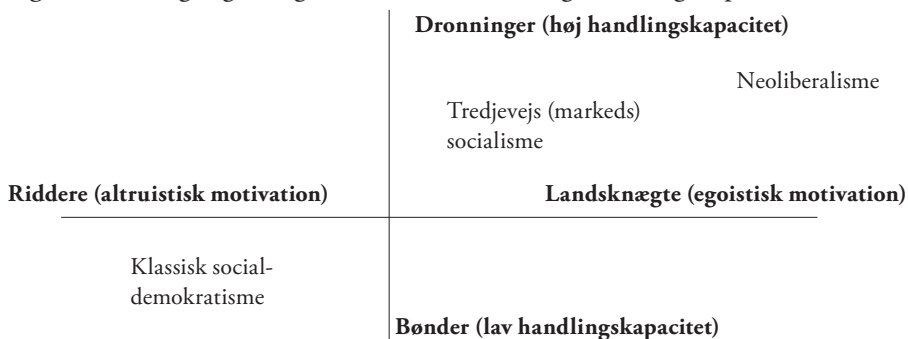 Dronninger (høj handlingskapacitet)
Neoliberalisme
Tredjevejs (markeds)
socialisme
Riddere (altruistisk motivation)
Landsknægte (egoistisk motivation)
Klassisk social-
demokratisme
Bønder (lav handlingskapacitet)